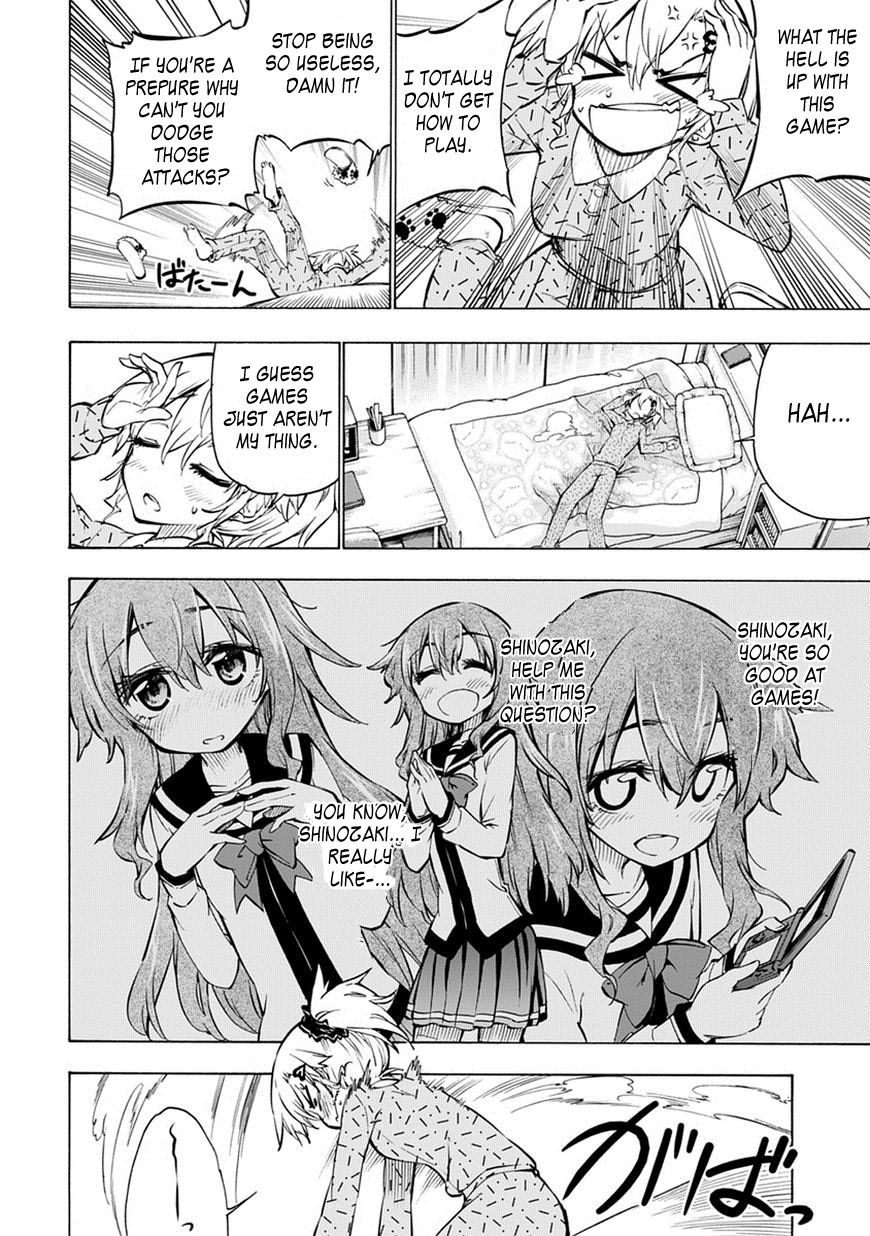 WHAT THE
HELL IS
UP WITH
THIS
GAME?
I TOTALLY
DON'T GET
HOW TO
PLAY.
STOP BEING
SO USELESS,
DAMN IT!
IF YOU'RE A
PREPURE WHY
CAN'T YOU
DODGE
THOSE
ATTACKS?
ばたーん
HAH...
I GUESS
GAMES
JUST AREN'T
MY THING.
SHINOZAKI,
YOU'RE SO
GOOD AT
GAMES!
SHINOZAKI,
HELP ME
WITH THIS
QUESTION?
YOU KNOW,
SHINOZAKI... I
REALLY
LIKE-...
がばっ